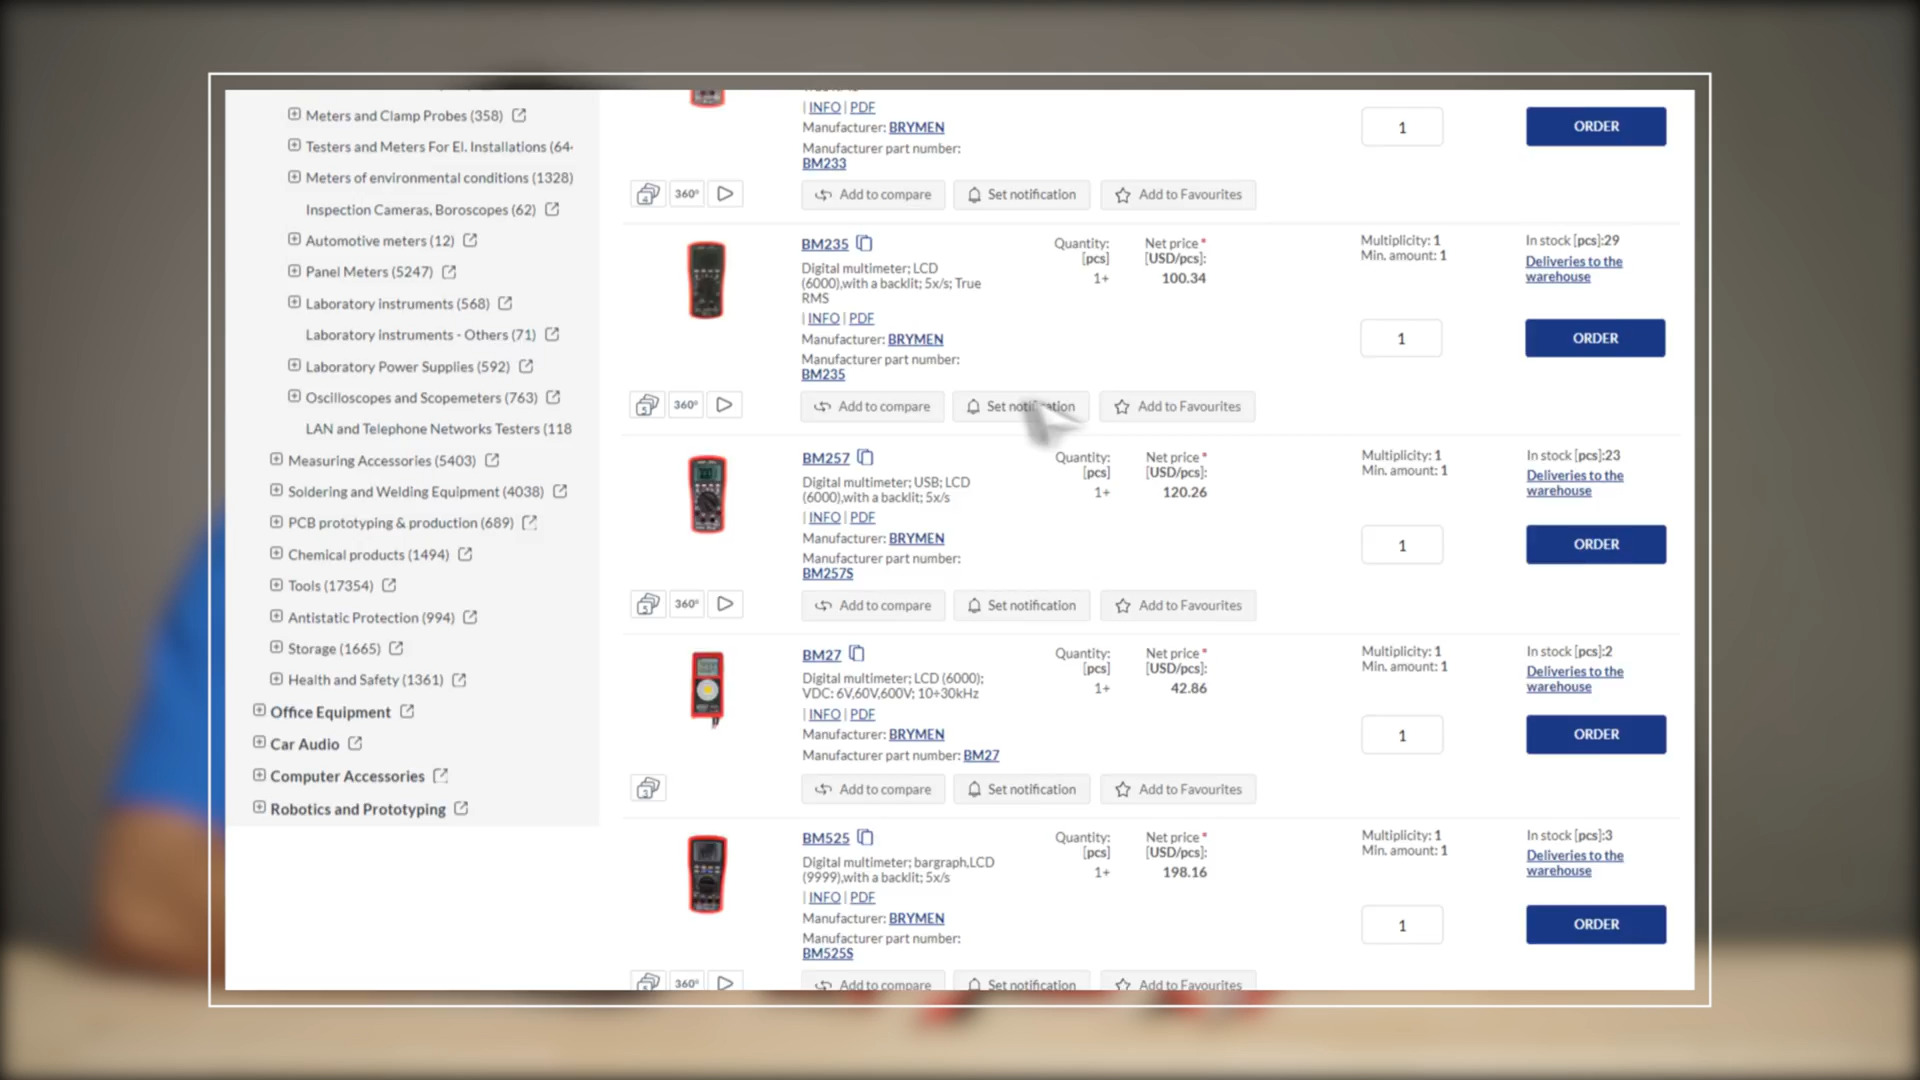 Meters and Clamp Probes (358)
Testers and Meters For El. Installations (64
Meters of environmental conditions (1328)
Inspection Cameras, Boroscopes (62)
Automotive meters (12)
Panel Meters (5247)
Laboratory instruments (568)
Laboratory instruments - Others (71)
Laboratory Power Supplies (592)
Oscilloscopes and Scopemeters (763)
LAN and Telephone Networks Testers (118
Measuring Accessories (5403)
Soldering and Welding Equipment (4038)
PCB prototyping & production (689)
Chemical products (1494)
Tools (17354)
Antistatic Protection (994)
Storage (1665)
Health and Safety (1361)
Office Equipment
Car Audio
Computer Accessories
Robotics and Prototyping
| INFO | PDF
Manufacturer: BRYMEN
Manufacturer part number:
BM233
1
ORDER
4 360°
Add to compare
Set notification
Add to Favourites
BM235
Digital multimeter; LCD
(6000),with a backlit; 5x/s; True
RMS
| INFO | PDF
Manufacturer: BRYMEN
Manufacturer part number:
BM235
Quantity:
[pcs]
1+
Net price *
[USD/pcs]:
100.34
Multiplicity: 1
Min. amount: 1
1
In stock [pcs]:29
Deliveries to the
warehouse
ORDER
5 360°
Add to compare
Set notification
Add to Favourites
BM257
Digital multimeter; USB; LCD
(6000),with a backlit; 5x/s
| INFO | PDF
Manufacturer: BRYMEN
Manufacturer part number:
BM257S
Quantity:
[pcs]
1+
Net price *
[USD/pcs]:
120.26
Multiplicity: 1
Min. amount: 1
1
In stock [pcs]:23
Deliveries to the
warehouse
ORDER
5 360°
Add to compare
Set notification
Add to Favourites
BM27
Digital multimeter; LCD (6000);
VDC: 6V,60V,600V; 10÷30kHz
| INFO | PDF
Manufacturer: BRYMEN
Manufacturer part number: BM27
Quantity:
[pcs]
1+
Net price *
[USD/pcs]:
42.86
Multiplicity: 1
Min. amount: 1
1
In stock [pcs]:2
Deliveries to the
warehouse
ORDER
3
Add to compare
Set notification
Add to Favourites
BM525
Digital multimeter; bargraph,LCD
(9999),with a backlit; 5x/s
| INFO | PDF
Manufacturer: BRYMEN
Manufacturer part number:
BM525S
Quantity:
[pcs]
1+
Net price *
[USD/pcs]:
198.16
Multiplicity: 1
Min. amount: 1
1
In stock [pcs]:3
Deliveries to the
warehouse
ORDER
360°
Add to compare
Set notification
Add to Favourites